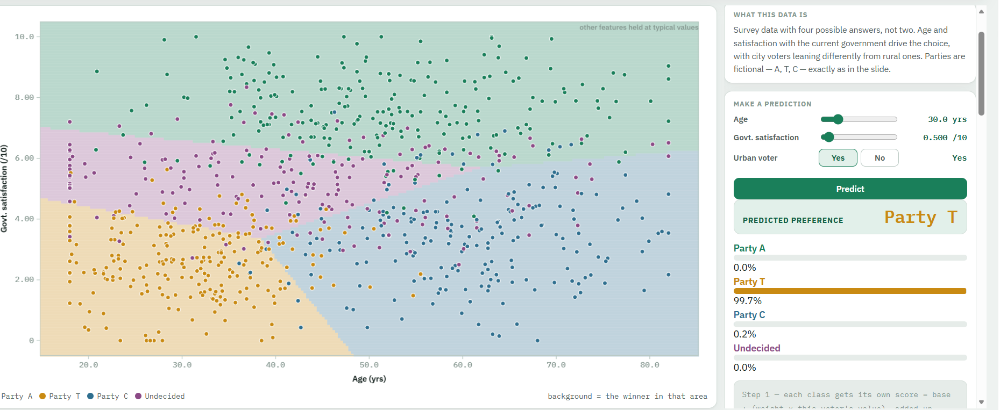 other features held at typical values
10.0
8.00
6.00
4.00
2.00
0
Govt. satisfaction (/10)
20.0 30.0 40.0 50.0 60.0 70.0 80.0
Age (yrs)
Party A Party T Party C Undecided
background = the winner in that area
WHAT THIS DATA IS
Survey data with four possible answers, not two. Age and
satisfaction with the current government drive the choice,
with city voters leaning differently from rural ones. Parties are
fictional — A, T, C — exactly as in the slide.
MAKE A PREDICTION
Age 30.0 yrs
Govt. satisfaction 0.500 /10
Urban voter Yes No Yes
Predict
PREDICTED PREFERENCE Party T
Party A
0.0%
Party T
99.7%
Party C
0.2%
Undecided
0.0%
Step 1 — each class gets its own score = base
+ (weight × this voter's value), added up